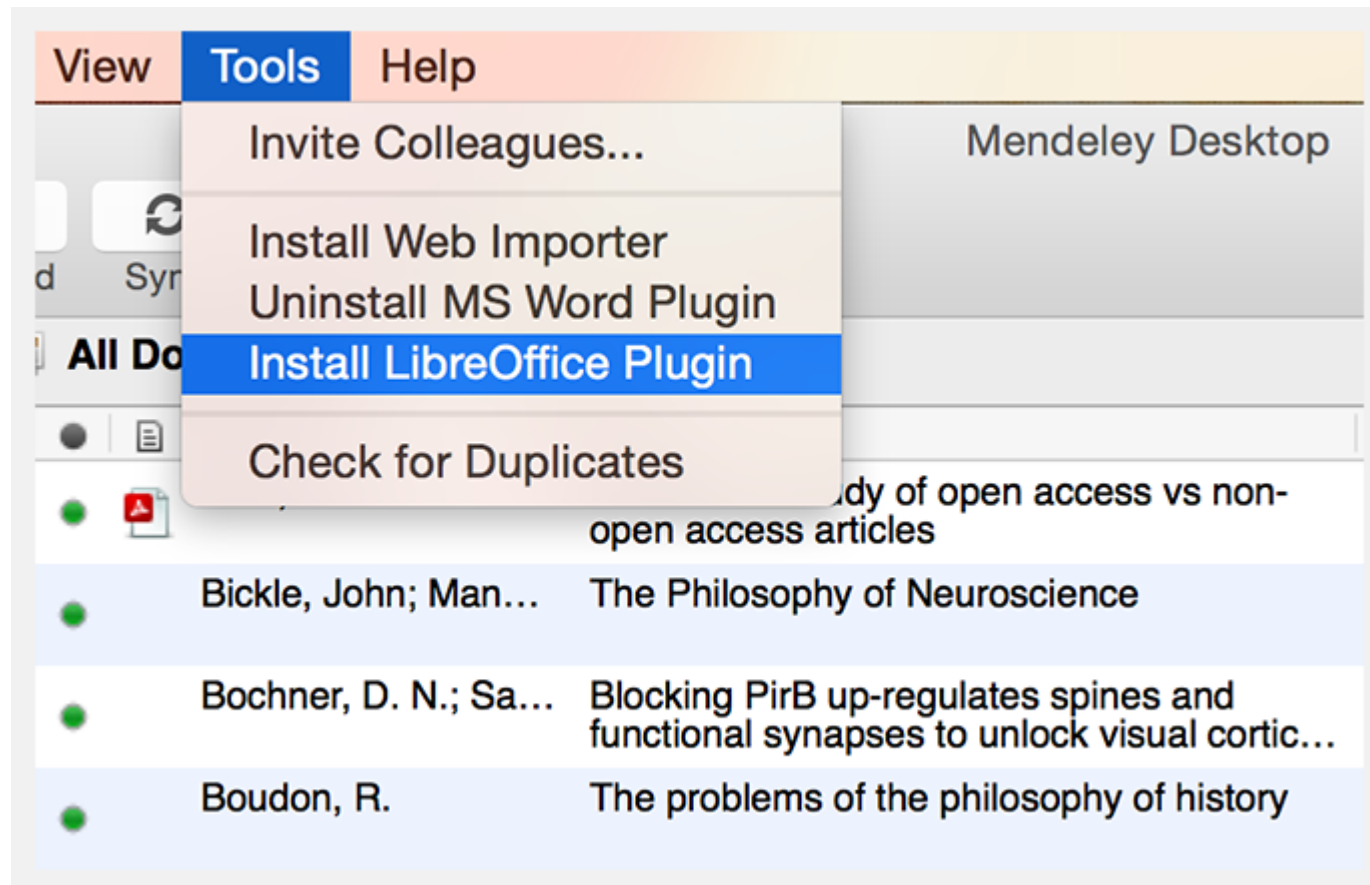 View Tools Help
Mendeley Desktop
Invite Colleagues...
Install Web Importer
Uninstall MS Word Plugin
Install LibreOffice Plugin
Check for Duplicates
All
of open access vs non-
open access articles
Bickle, John; Man... The Philosophy of Neuroscience
Bochner, D. N.; Sa... Blocking PirB up-regulates spines and
functional synapses to unlock visual cortic...
Boudon, R. The problems of the philosophy of history